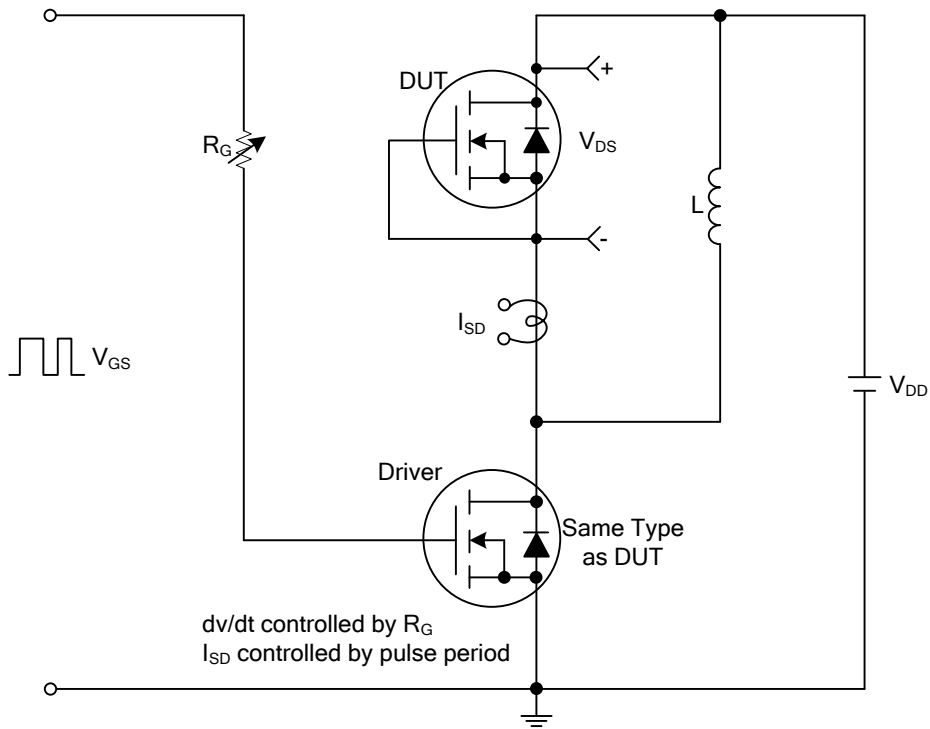 +
DUT
R_G
V_DS
L
-
I_SD
V_GS
V_DD
Driver
Same Type
as DUT
dv/dt controlled by R_G
I_SD controlled by pulse period